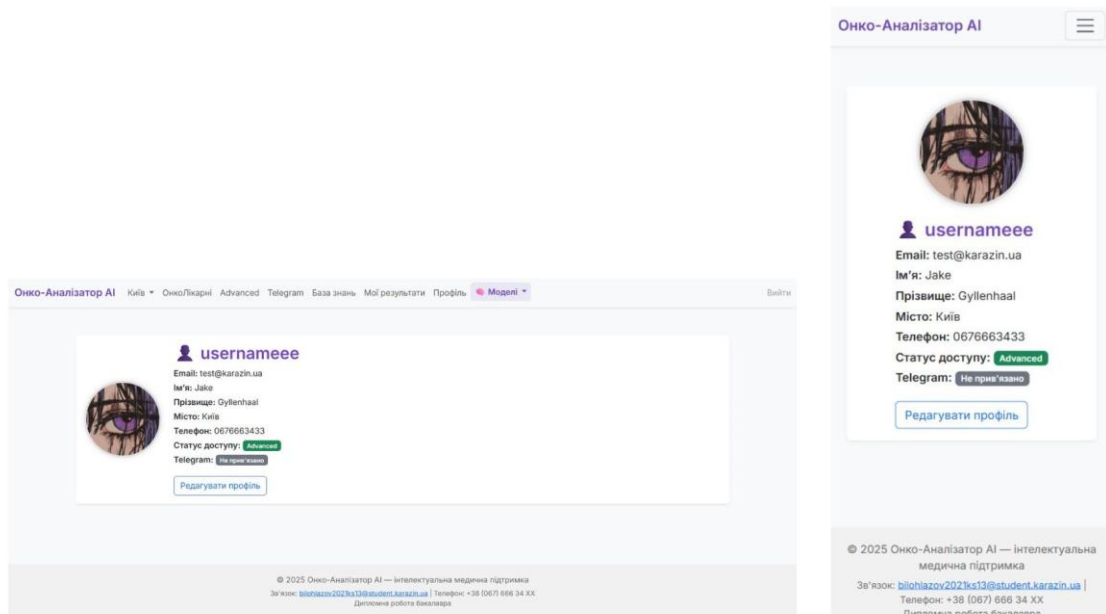 Онко-Аналізатор AI Київ ОнкоЛікарні Advanced Telegram База знань Мої результати Профіль Моделі Вийти
usernameee
Email: test@karazin.ua
Ім'я: Jake
Прізвище: Gyllenhaal
Місто: Київ
Телефон: 0676663433
Статус доступу: Advanced
Telegram: Не прив'язано
Редагувати профіль
© 2025 Онко-Аналізатор AI — інтелектуальна медична підтримка
Зв'язок: bilohlazov2021ks13@student.karazin.ua | Телефон: +38 (067) 666 34 XX
Дипломна робота бакалавра
Онко-Аналізатор AI
usernameee
Email: test@karazin.ua
Ім'я: Jake
Прізвище: Gyllenhaal
Місто: Київ
Телефон: 0676663433
Статус доступу: Advanced
Telegram: Не прив'язано
Редагувати профіль
© 2025 Онко-Аналізатор AI — інтелектуальна
медична підтримка
Зв'язок: bilohlazov2021ks13@student.karazin.ua |
Телефон: +38 (067) 666 34 XX
Дипломна робота бакалавра